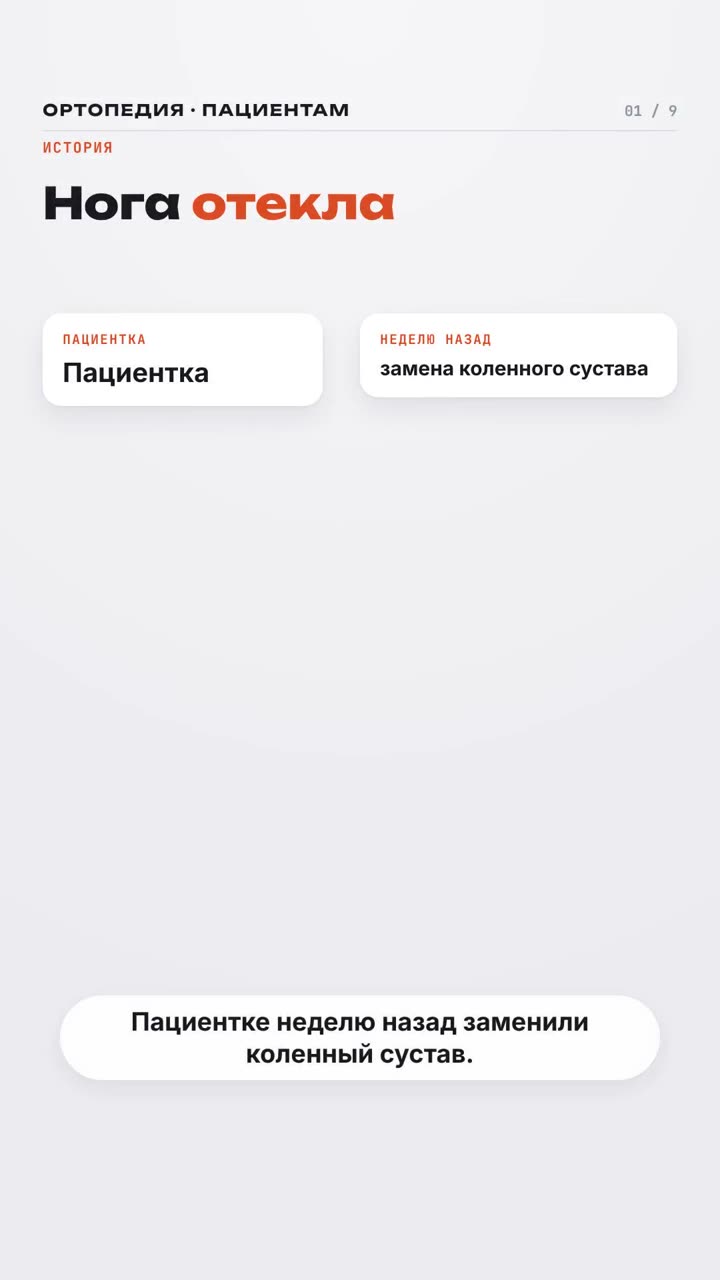 ОРТОПЕДИЯ · ПАЦИЕНТАМ
01 / 9
ИСТОРИЯ
Нога отекла
ПАЦИЕНТКА
Пациентка
НЕДЕЛЮ НАЗАД
замена коленного сустава
Пациентке неделю назад заменили
коленный сустав.